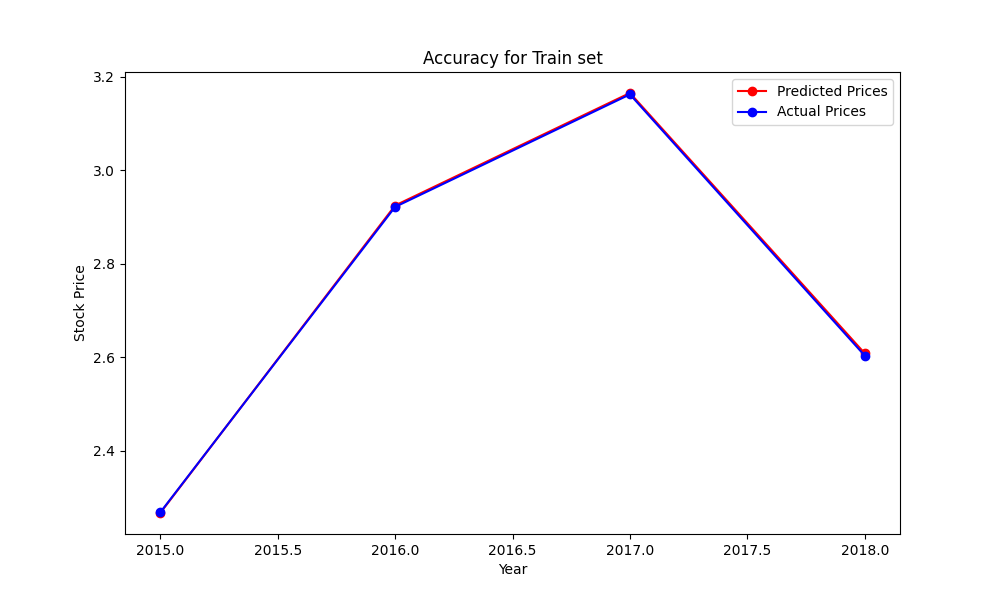 Accuracy for Train set
Predicted Prices
Actual Prices
3.2
3.0
2.8
2.6
2.4
Stock Price
2015.0 2015.5 2016.0 2016.5 2017.0 2017.5 2018.0
Year